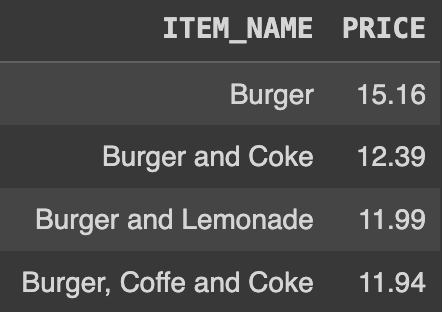 ITEM_NAME PRICE
Burger 15.16
Burger and Coke 12.39
Burger and Lemonade 11.99
Burger, Coffe and Coke 11.94